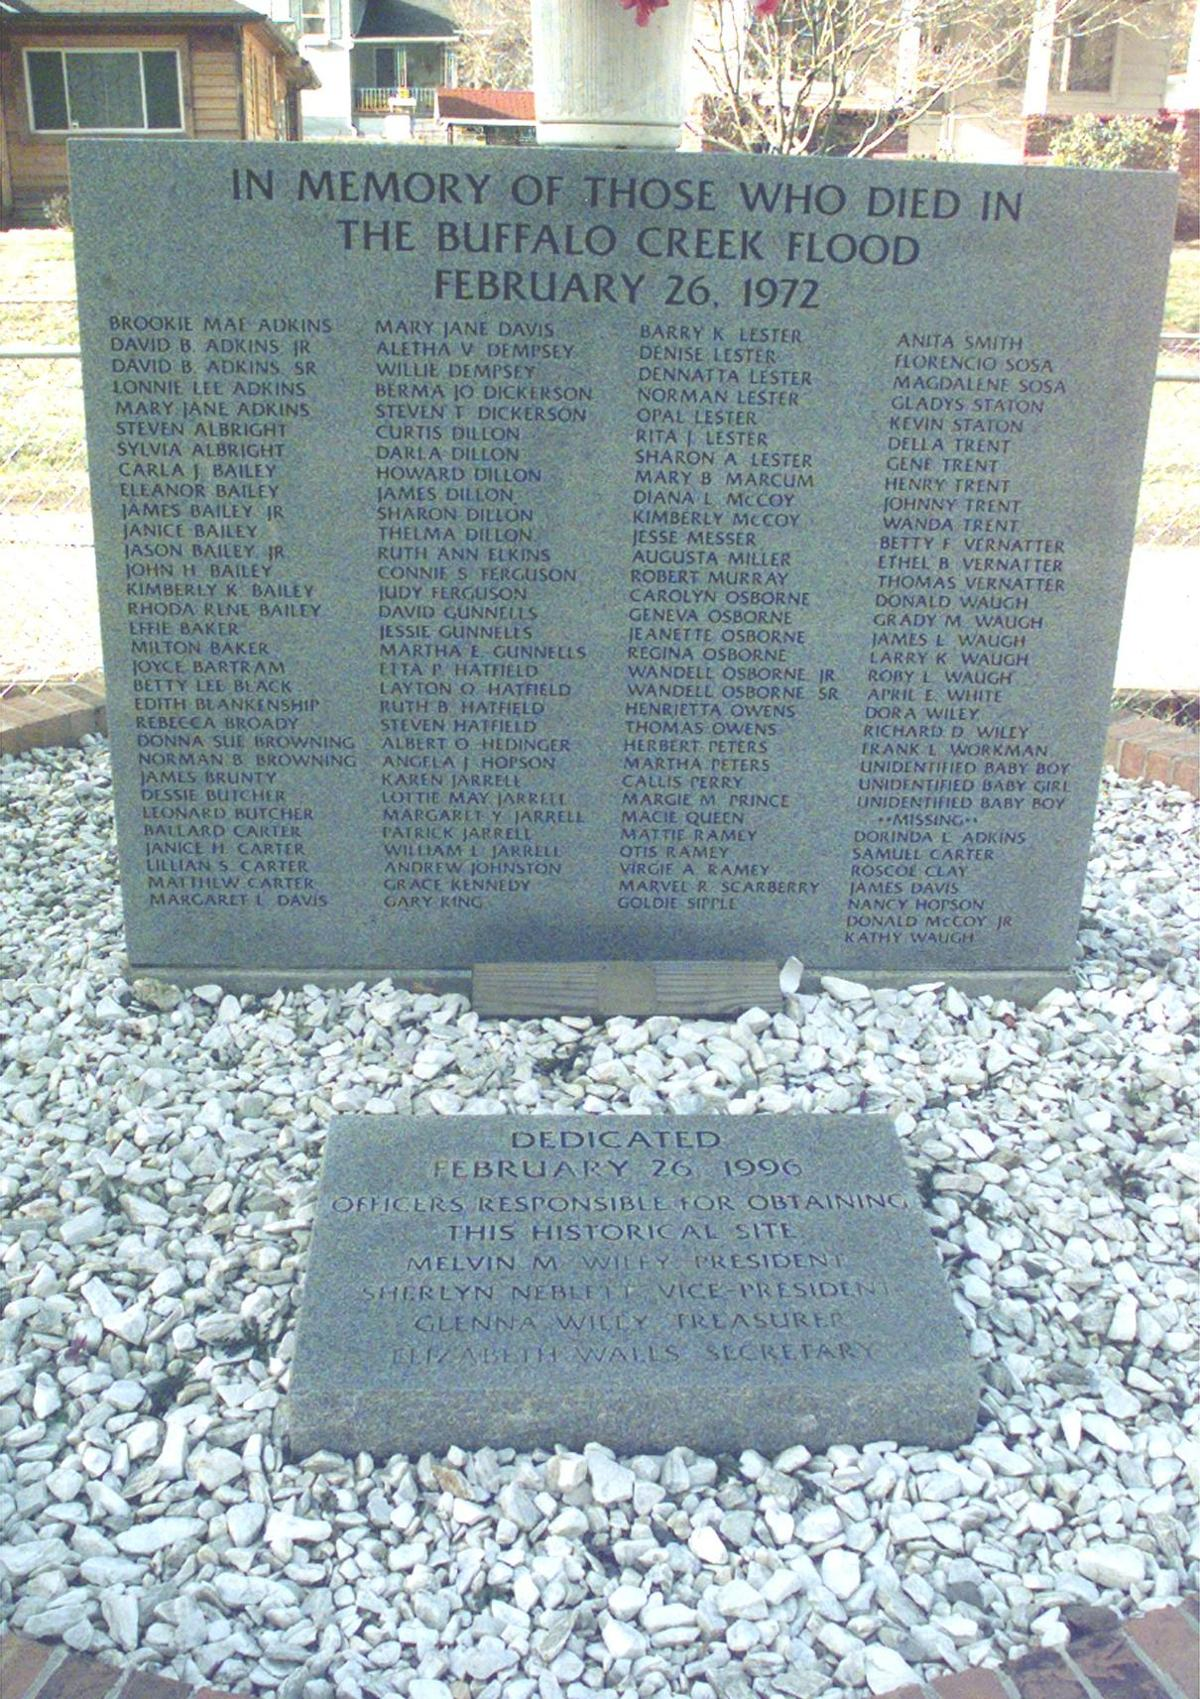 IN MEMORY OF THOSE WHO DIED IN
THE BUFFALO CREEK FLOOD
FEBRUARY 26, 1972
BROOKIE MAE ADKINS
DAVID B. ADKINS JR
DAVID B. ADKINS, SR
LONNIE LEE ADKINS
MARY JANE ADKINS
STEVEN ALBRIGHT
SYLVIA ALBRIGHT
CARLA J BAILEY
ELEANOR BAILEY
JAMES BAILEY, JR
JANICE BAILEY
JASON BAILEY, JR.
JOHN H. BAILEY
KIMBERLY K. BAILEY
RHODA RENE BAILEY
EFFIE BAKER
MILTON BAKER
JOYCE BARTRAM
BETTY LEE BLACK
EDITH BLANKENSHIP
REBECCA BROADY
DONNA SUE BROWNING
NORMAN B BROWNING
JAMES BRUNTY
DESSIE BUTCHER
LEONARD BUTCHER
BALLARD CARTER
JANICE H. CARTER
LILLIAN S. CARTER
MATTHEW CARTER
MARGARET L. DAVIS
MARY JANE DAVIS
ALETHA V DEMPSEY
WILLIE DEMPSEY
BERMA JO DICKERSON
STEVEN T DICKERSON
CURTIS DILLON
DARLA DILLON
HOWARD DILLON
JAMES DILLON
SHARON DILLON
THELMA DILLON
RUTH ANN ELKINS
CONNIE S. FERGUSON
JUDY FERGUSON
DAVID GUNNELLS
JESSIE GUNNELLS
MARTHA E. GUNNELLS
ETTA P. HATFIELD
LAYTON O. HATFIELD
RUTH B. HATFIELD
STEVEN HATFIELD
ALBERT O. HEDINGER
ANGELA J HOPSON
KAREN JARRELL
LOTTIE MAY JARRELL
MARGARET Y. JARRELL
PATRICK JARRELL
WILLIAM L JARRELL
ANDREW JOHNSTON
GRACE KENNEDY
GARY KING
BARRY K LESTER
DENISE LESTER
DENNATTA LESTER
NORMAN LESTER
OPAL LESTER
RITA J. LESTER
SHARON A. LESTER
MARY B MARCUM
DIANA L McCOY
KIMBERLY McCOY
JESSE MESSER
AUGUSTA MILLER
ROBERT MURRAY
CAROLYN OSBORNE
GENEVA OSBORNE
JEANETTE OSBORNE
REGINA OSBORNE
WANDELL OSBORNE JR
WANDELL OSBORNE SR
HENRIETTA OWENS
THOMAS OWENS
HERBERT PETERS
MARTHA PETERS
CALLIS PERRY
MARGIE M. PRINCE
MACIE QUEEN
MATTIE RAMEY
OTIS RAMEY
VIRGIE A. RAMEY
MARVEL R. SCARBERRY
GOLDIE SIPPLE
ANITA SMITH
FLORENCIO SOSA
MAGDALENE SOSA
GLADYS STATON
KEVIN STATON
DELLA TRENT
GENE TRENT
HENRY TRENT
JOHNNY TRENT
WANDA TRENT
BETTY F VERNATTER
ETHEL B. VERNATTER
THOMAS VERNATTER
DONALD WAUGH
GRADY M. WAUGH
JAMES L WAUGH
LARRY K. WAUGH
ROBY L. WAUGH
APRIL E. WHITE
DORA WILEY
RICHARD D. WILEY
FRANK L. WORKMAN
UNIDENTIFIED BABY BOY
UNIDENTIFIED BABY GIRL
UNIDENTIFIED BABY BOY
**MISSING**
DORINDA L ADKINS
SAMUEL CARTER
ROSCOE CLAY
JAMES DAVIS
NANCY HOPSON
DONALD McCOY JR
KATHY WAUGH
DEDICATED
FEBRUARY 26, 1996
OFFICERS RESPONSIBLE FOR OBTAINING
THIS HISTORICAL SITE.
MELVIN M. WILEY PRESIDENT
SHERLYN NEBLETT VICE-PRESIDENT
GLENNA WILEY TREASURER
ELIZABETH WALLS SECRETARY